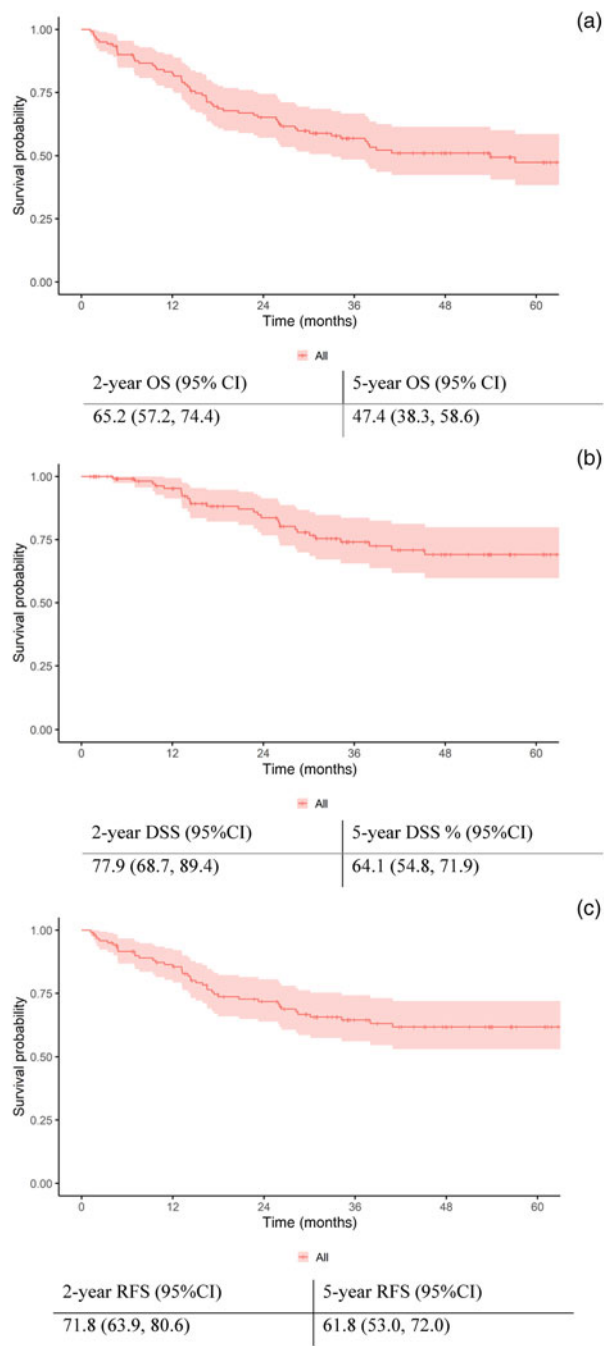 (a)
1.00
0.75
0.50
0.25
0.00
Survival probability
0 12 24 36 48 60
Time (months)
All
2-year OS (95% CI) 5-year OS (95% CI)
65.2 (57.2, 74.4) 47.4 (38.3, 58.6)
(b)
1.00
0.75
0.50
0.25
0.00
Survival probability
0 12 24 36 48 60
Time (months)
All
2-year DSS (95%CI) 5-year DSS % (95%CI)
77.9 (68.7, 89.4) 64.1 (54.8, 71.9)
(c)
1.00
0.75
0.50
0.25
0.00
Survival probability
0 12 24 36 48 60
Time (months)
All
2-year RFS (95%CI) 5-year RFS (95%CI)
71.8 (63.9, 80.6) 61.8 (53.0, 72.0)